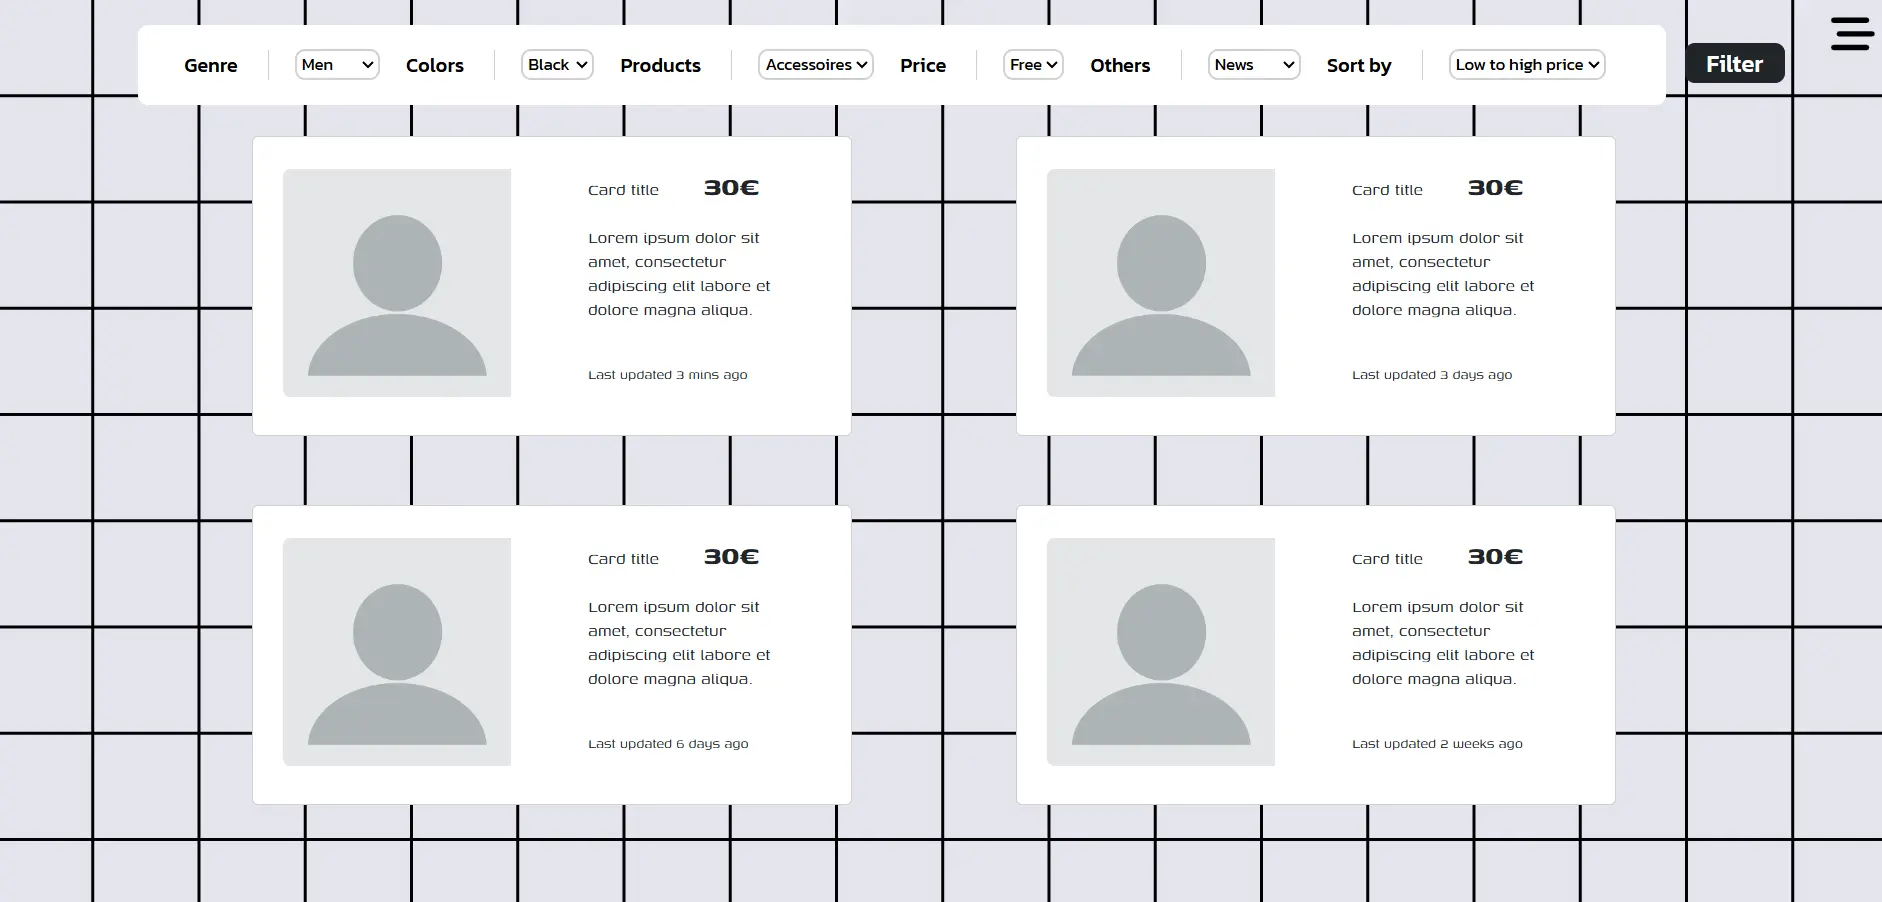 Genre Men Colors Black Products Accessoires Price Free Others News Sort by Low to high price Filter
Card title 30€
Lorem ipsum dolor sit
amet, consectetur
adipiscing elit labore et
dolore magna aliqua.
Last updated 3 mins ago
Card title 30€
Lorem ipsum dolor sit
amet, consectetur
adipiscing elit labore et
dolore magna aliqua.
Last updated 3 days ago
Card title 30€
Lorem ipsum dolor sit
amet, consectetur
adipiscing elit labore et
dolore magna aliqua.
Last updated 6 days ago
Card title 30€
Lorem ipsum dolor sit
amet, consectetur
adipiscing elit labore et
dolore magna aliqua.
Last updated 2 weeks ago